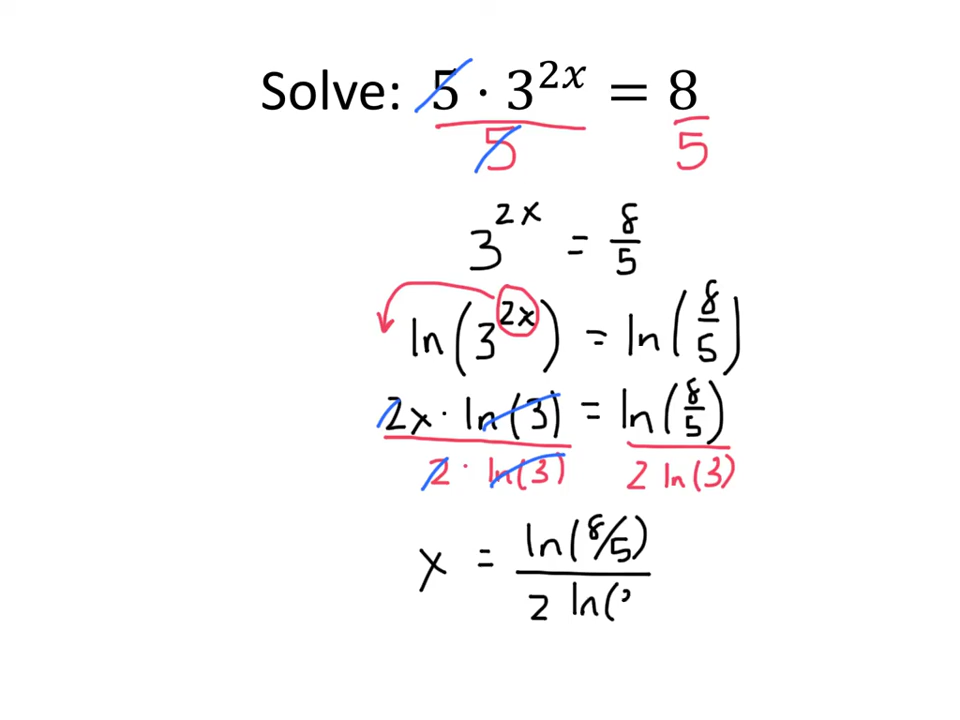 Solve: 5 · 3^{2x} = 8
5 5
3^{2x} = 8/5
ln(3^{2x}) = ln(8/5)
2x · ln(3) = ln(8/5)
2 · ln(3) 2 ln(3)
x = ln(8/5)
2 ln(